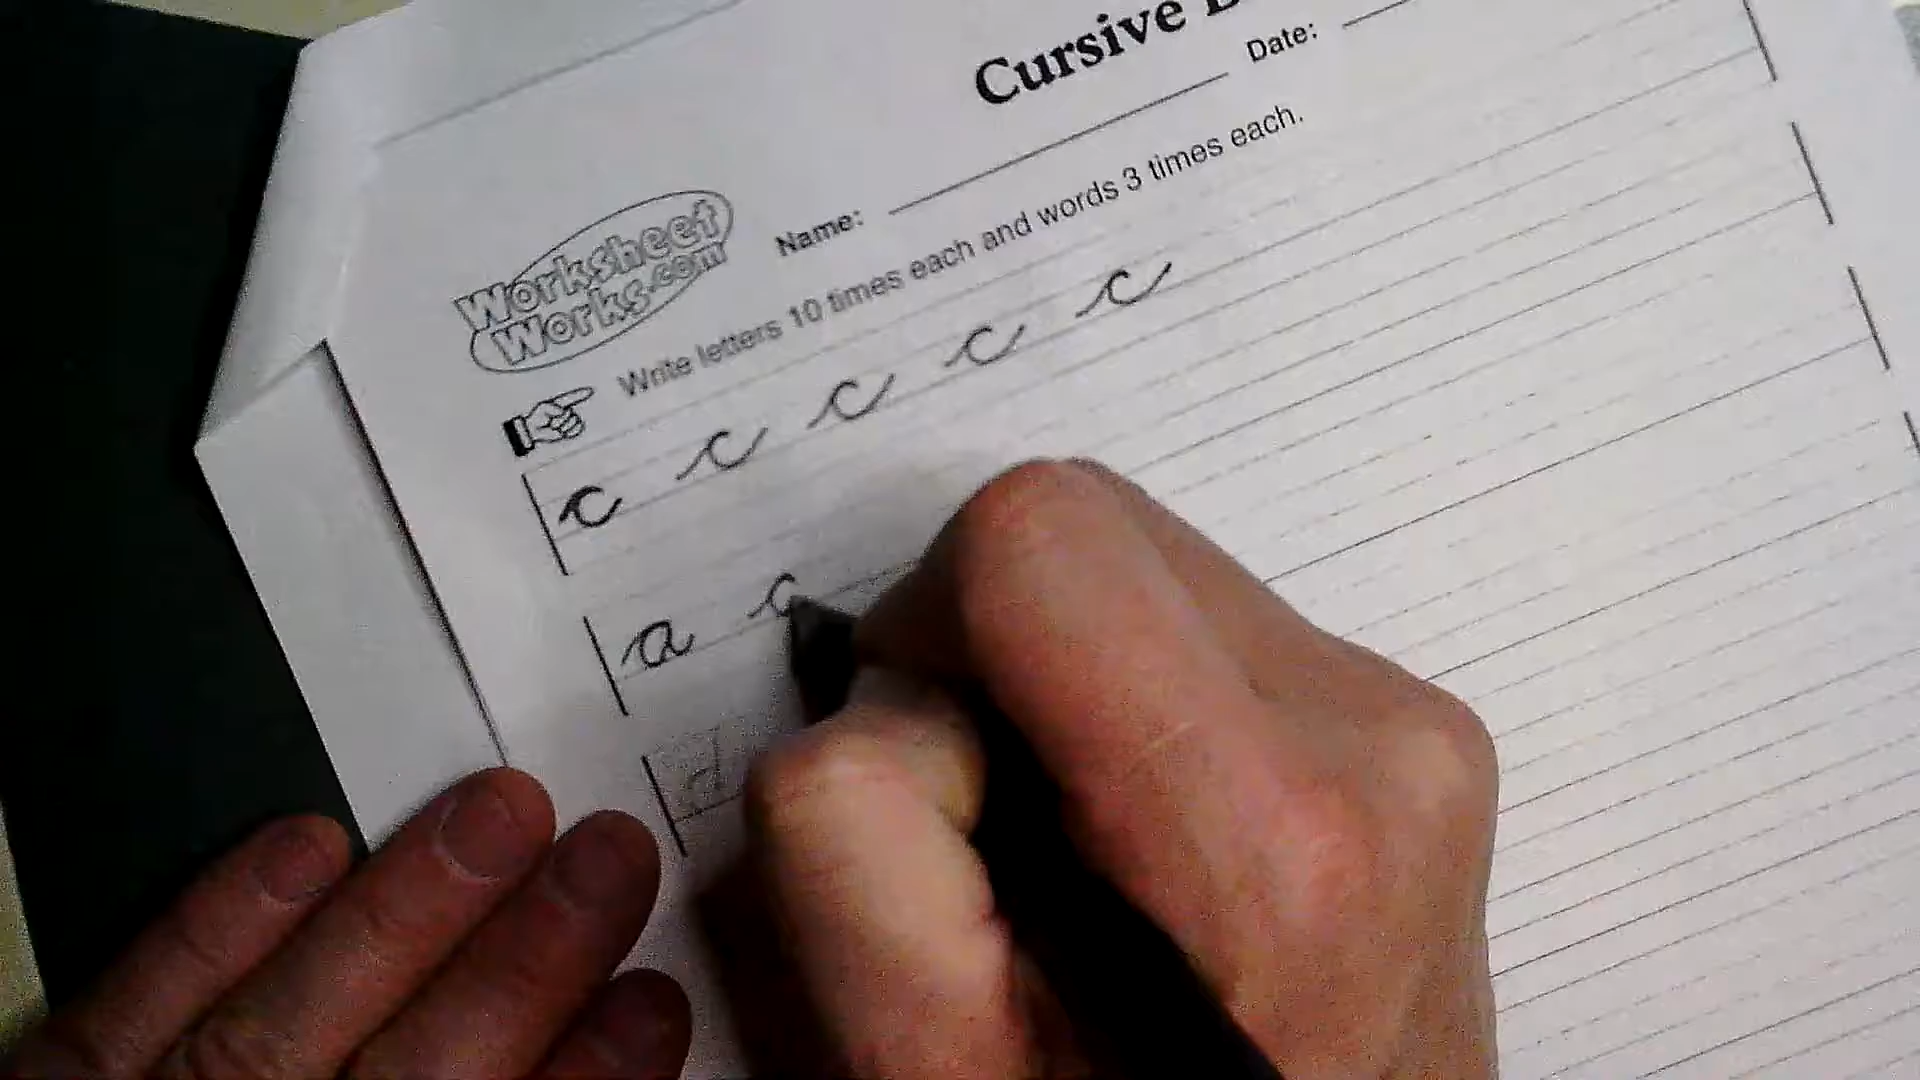 Cursive
Name: Date:
Worksheet
Works.com
Write letters 10 times each and words 3 times each.
c c c c c
a
d